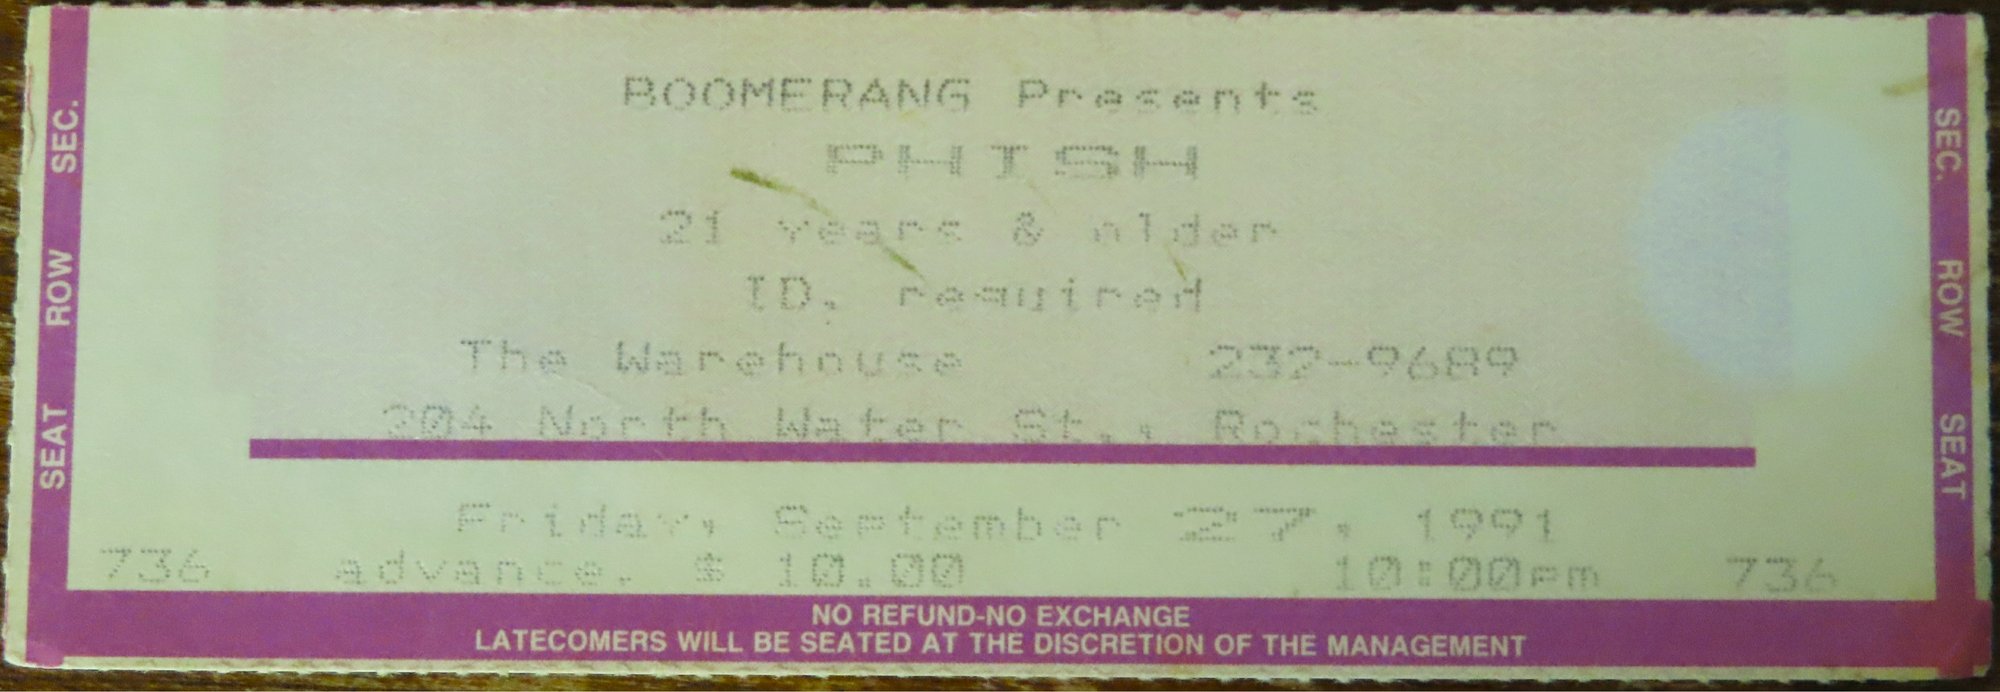 BOOMERANG Presents
PHISH
21 years & older
ID. required
The Warehouse 232-9689
204 North Water St., Rochester
Friday, September 27, 1991
736 advance. $ 10.00 10:00pm 736
NO REFUND-NO EXCHANGE
LATECOMERS WILL BE SEATED AT THE DISCRETION OF THE MANAGEMENT
SEAT ROW SEC.
SEC. ROW SEAT